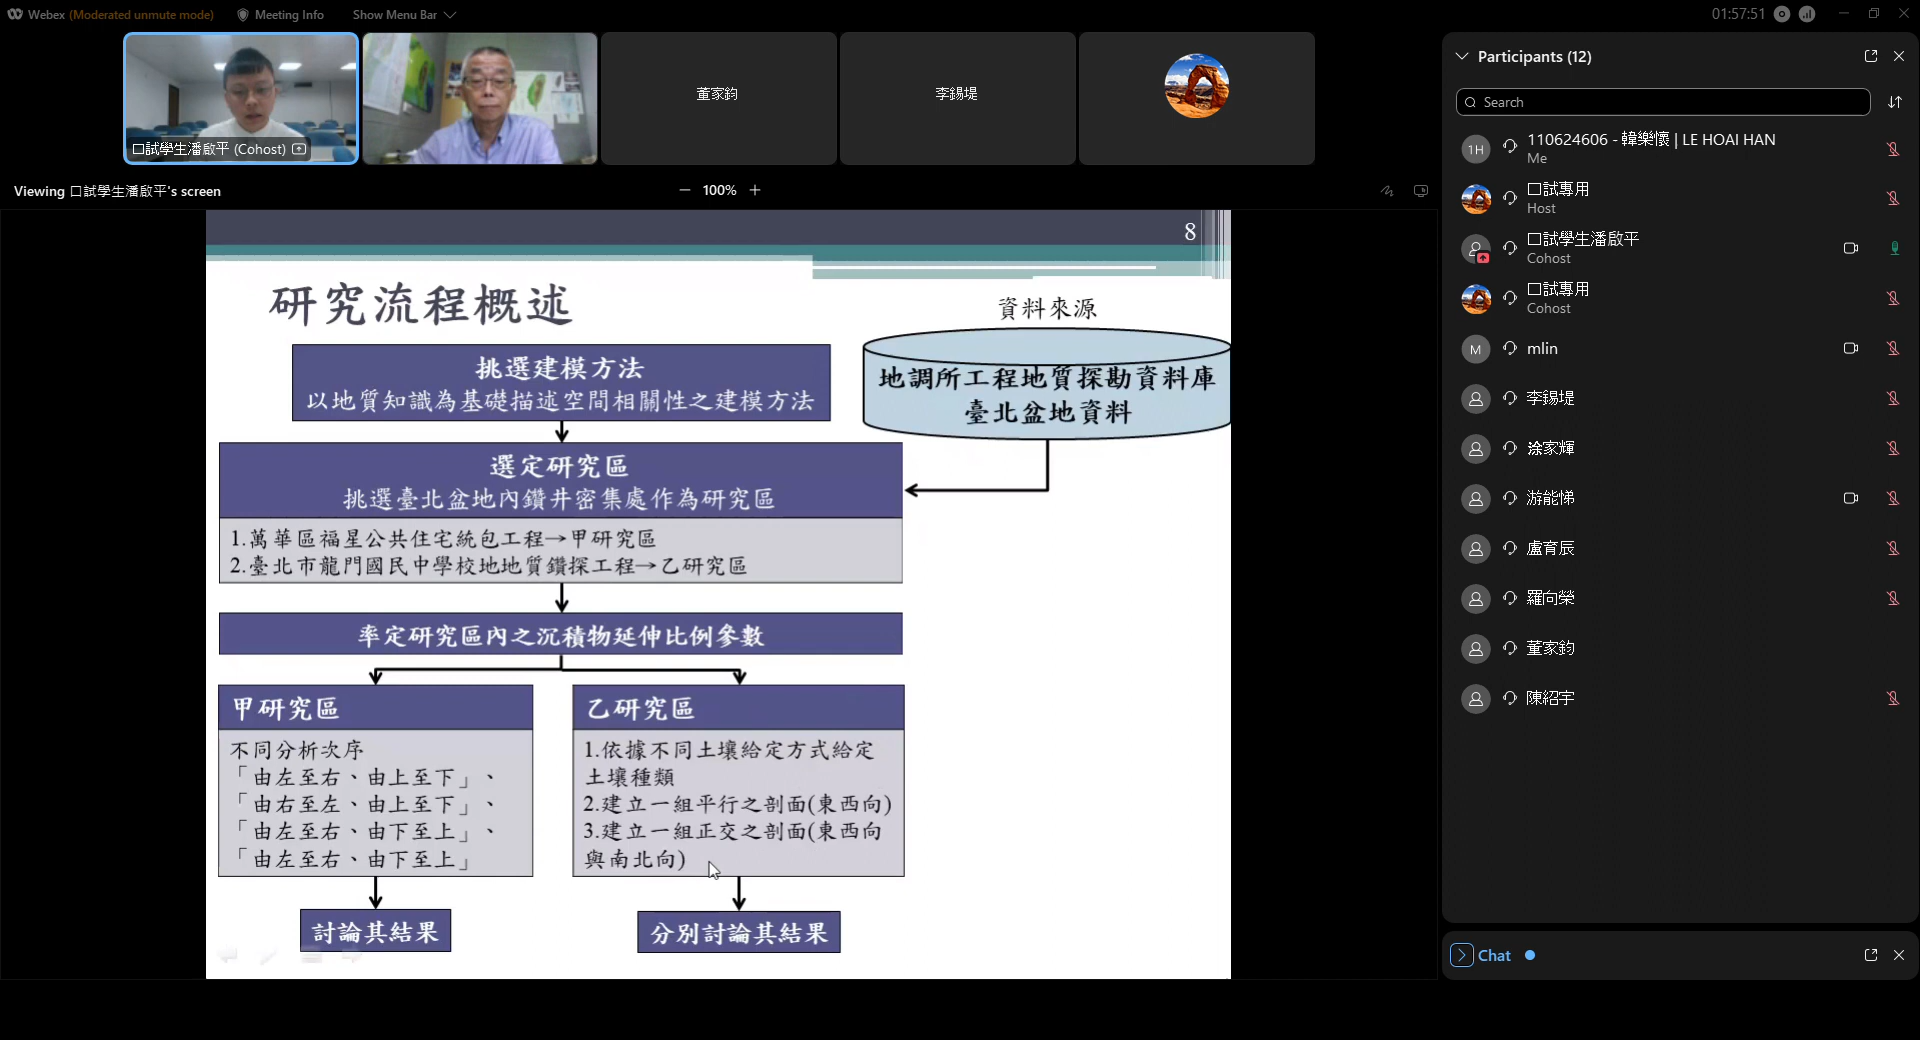 Webex (Moderated unmute mode)
Meeting Info
Show Menu Bar
01:57:51
口試學生潘啟平 (Cohost)
董家鈞
李錫堤
Viewing 口試學生潘啟平's screen
100%
8
研究流程概述
資料來源
地調所工程地質探勘資料庫
臺北盆地資料
挑選建模方法
以地質知識為基礎描述空間相關性之建模方法
選定研究區
挑選臺北盆地內鑽井密集處作為研究區
1.萬華區福星公共住宅統包工程→甲研究區
2.臺北市龍門國民中學校地地質鑽探工程→乙研究區
率定研究區內之沉積物延伸比例參數
甲研究區
不同分析次序
「由左至右、由上至下」、
「由右至左、由上至下」、
「由左至右、由下至上」、
「由左至右、由下至上」
討論其結果
乙研究區
1.依據不同土壤給定方式給定
土壤種類
2.建立一組平行之剖面(東西向)
3.建立一組正交之剖面(東西向
與南北向)
分別討論其結果
Participants (12)
Search
1H
110624606 - 韓樂懷 | LE HOAI HAN
Me
口試專用
Host
口試學生潘啟平
Cohost
口試專用
Cohost
M
mlin
李錫堤
涂家輝
游能悌
盧育辰
羅向榮
董家鈞
陳紹宇
Chat